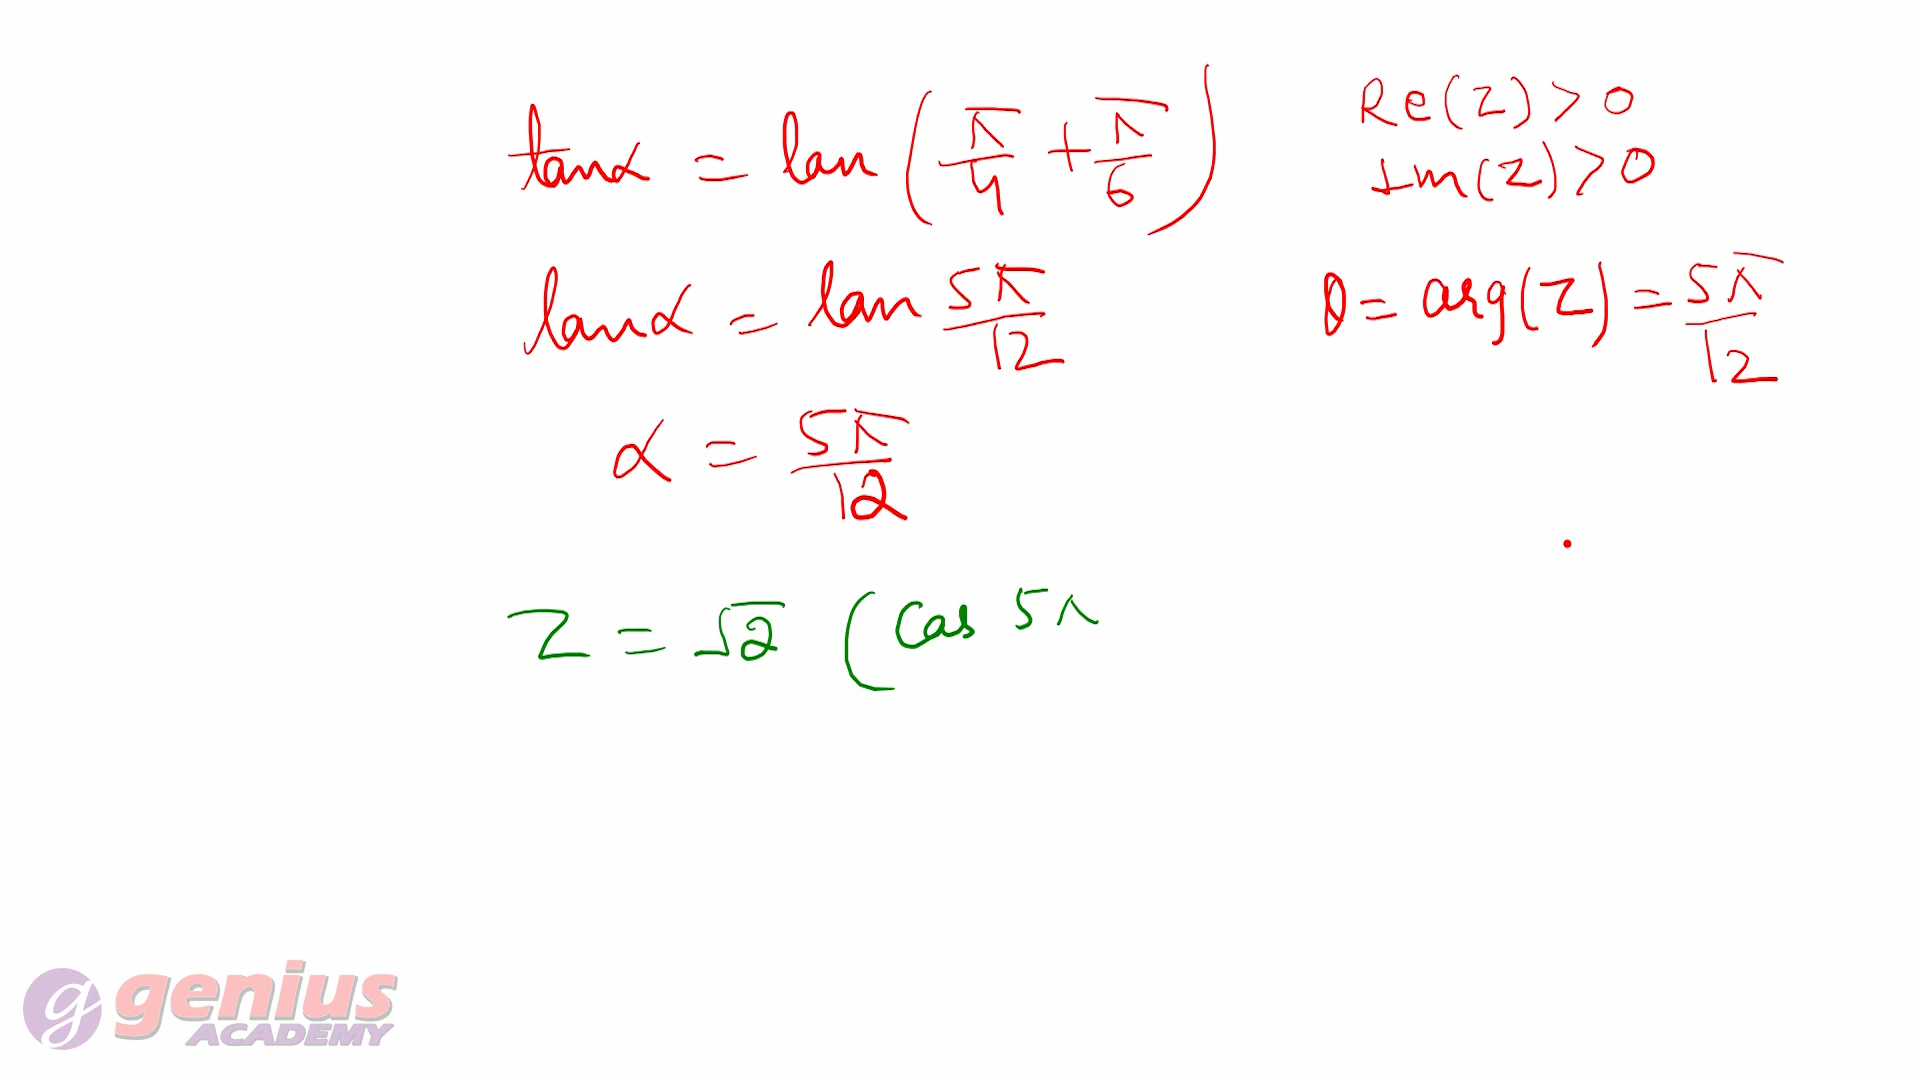 tanα = tan(π/4 + π/6)
tanα = tan 5π/12
α = 5π/12
Z = √2 (cos 5π
Re(Z) > 0
Im(Z) > 0
θ = arg(Z) = 5π/12
genius
ACADEMY